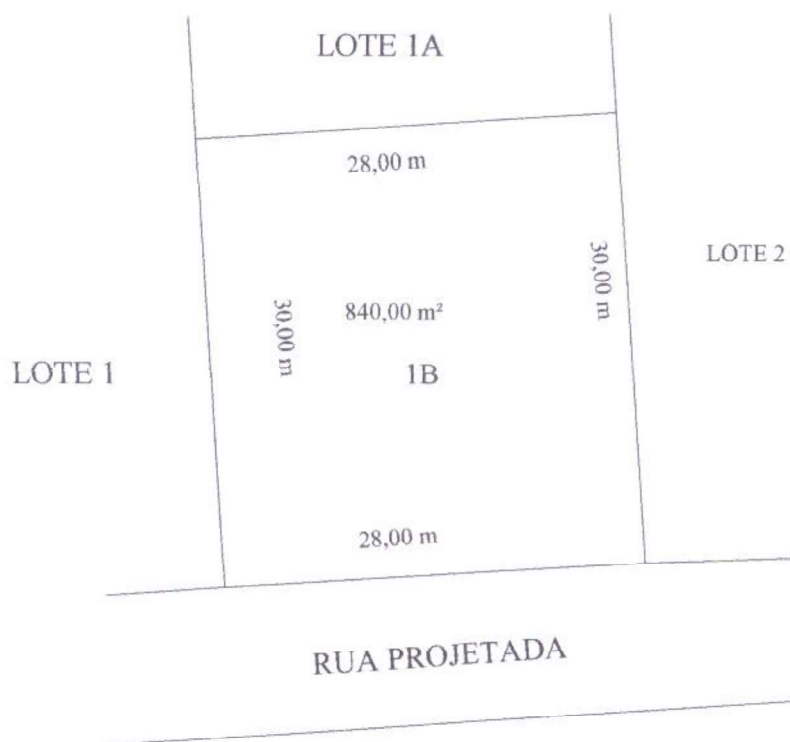 LOTE 1A
28,00 m
30,00 m
LOTE 2
30,00 m
840,00 m²
LOTE 1
1B
28,00 m
RUA PROJETADA